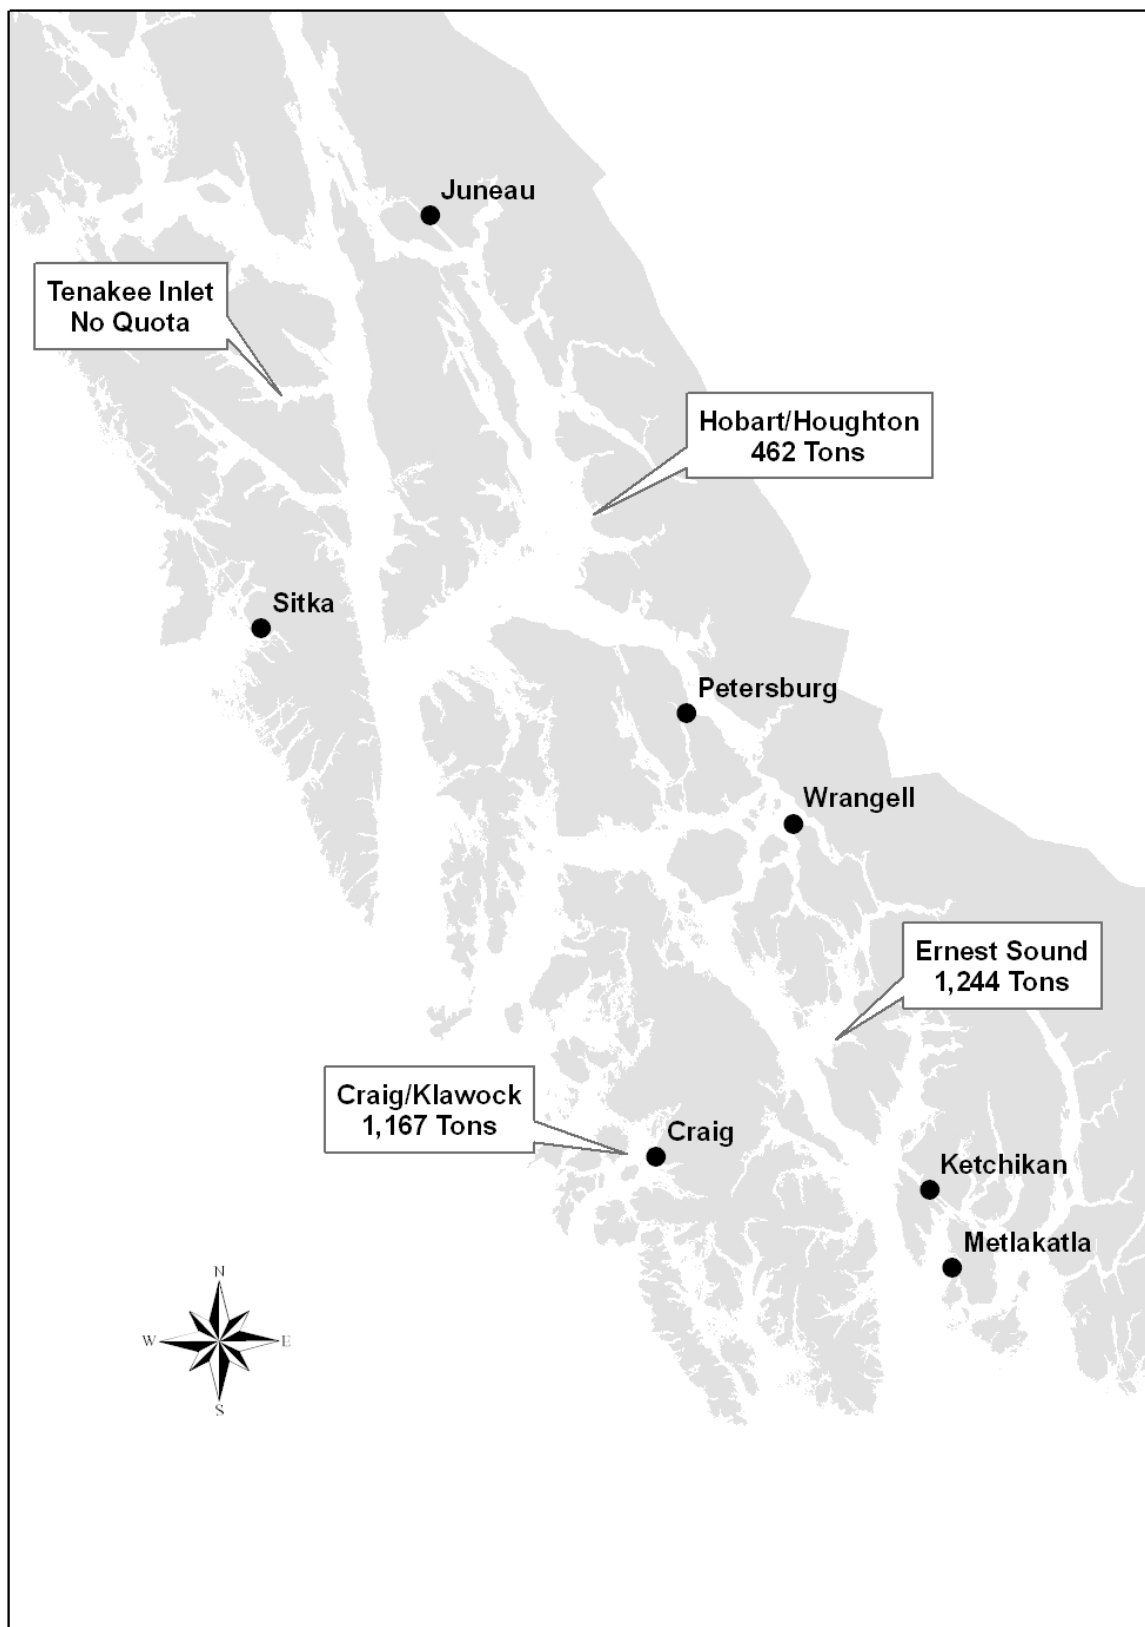 Juneau
Tenakee Inlet
No Quota
Hobart/Houghton
462 Tons
Sitka
Petersburg
Wrangell
Ernest Sound
1,244 Tons
Craig/Klawock
1,167 Tons
Craig
Ketchikan
Metlakatla
N
W
E
S